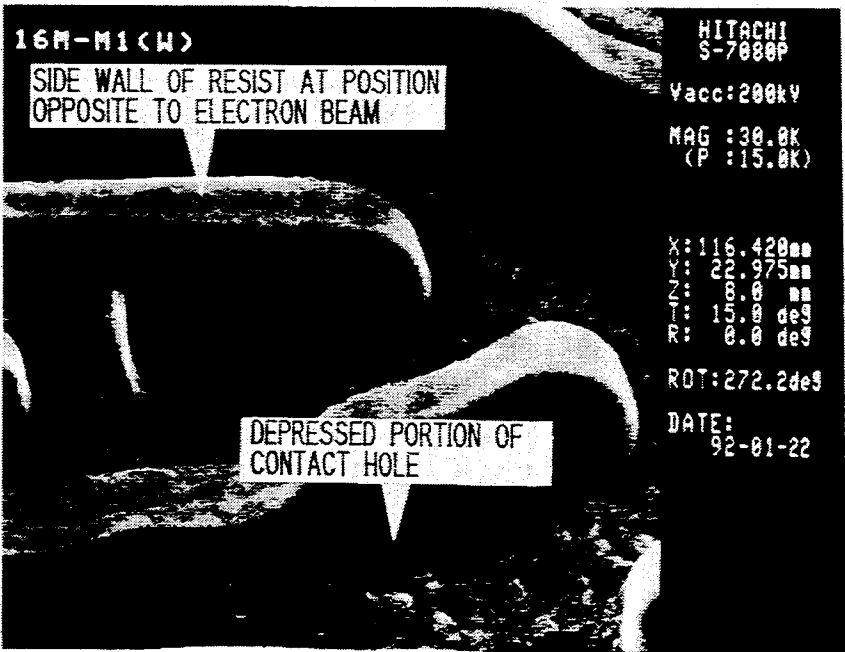 16M-M1(W)
SIDE WALL OF RESIST AT POSITION
OPPOSITE TO ELECTRON BEAM
DEPRESSED PORTION OF
CONTACT HOLE
HITACHI
S-7080P
Vacc:200kV
MAG :30.0K
(P :15.0K)
X:116.420mm
Y: 22.975mm
Z: 8.0 mm
T: 15.0 deg
R: 0.0 deg
ROT:272.2deg
DATE:
92-01-22